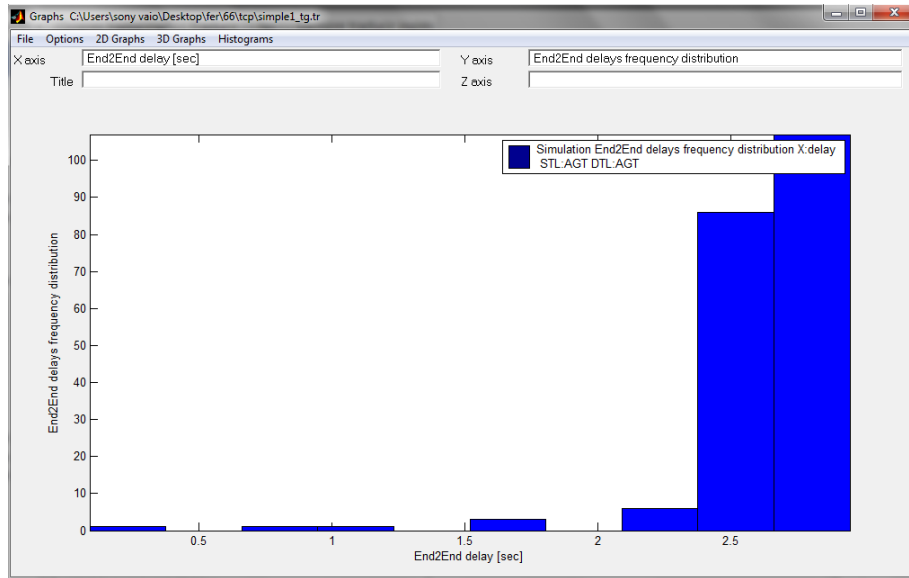 Graphs C:\Users\sony vaio\Desktop\fer\66\tcp\simple1_tg.tr
File Options 2D Graphs 3D Graphs Histograms
X axis End2End delay [sec] Y axis End2End delays frequency distribution
Title Z axis
Simulation End2End delays frequency distribution X:delay
STL:AGT DTL:AGT
End2End delays frequency distribution
100
90
80
70
60
50
40
30
20
10
0
0.5 1 1.5 2 2.5
End2End delay [sec]